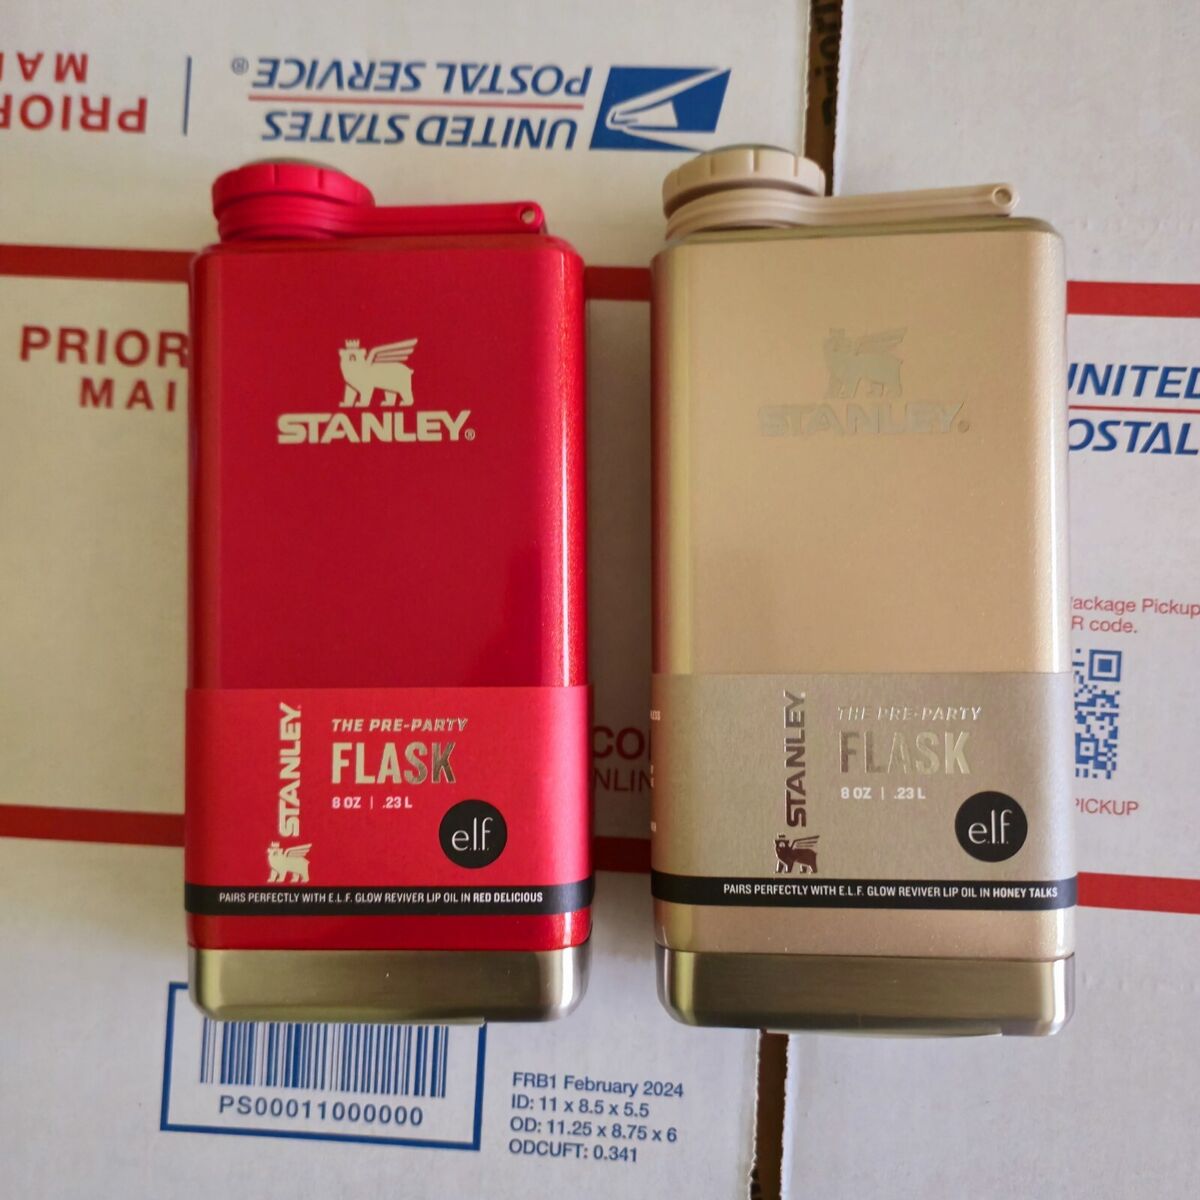 UNITED STATES
POSTAL SERVICE®
PRIOR
MAI
STANLEY®
STANLEY®
UNITED
POSTAL
Package Pickup
QR code.
PICKUP
STANLEY
THE PRE-PARTY
FLASK
8 OZ | .23 L
e.l.f.
PAIRS PERFECTLY WITH E.L.F. GLOW REVIVER LIP OIL IN RED DELICIOUS
STANLEY
THE PRE-PARTY
FLASK
8 OZ | .23 L
e.l.f.
PAIRS PERFECTLY WITH E.L.F. GLOW REVIVER LIP OIL IN HONEY TALKS
PS00011000000
FRB1 February 2024
ID: 11 x 8.5 x 5.5
OD: 11.25 x 8.75 x 6
ODCUFT: 0.341